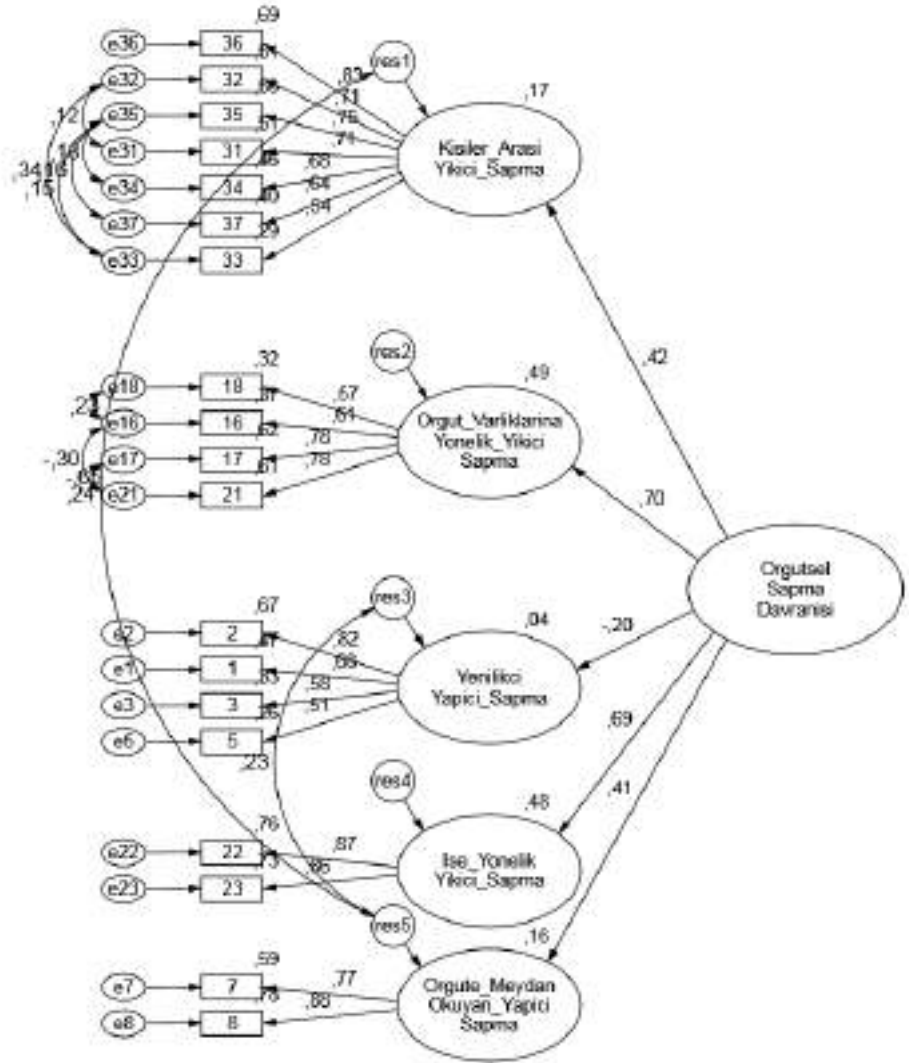 ,69
e36 36
res1
,83
e32 32
,71
,17
e35 35
,75
,12
,71
Kisiler_Arasi
Yikici_Sapma
e31 31
,68
,34
e34 34
,64
,15
e37 37
,54
,29
e33 33
,42
res2
,32
,49
e18 18
,57
Orgut_Varliklarina
Yonelik_Yikici
Sapma
e16 16
,61
,78
-,30
e17 17
,78
,61
,24
e21 21
,70
Orgutsel
Sapma
Davranisi
res3
,67
,04
-,20
e2 2
,82
e1 1
Yenilikci
Yapici_Sapma
,58
e3 3
,51
5
,23
,69
res4
,41
,48
,76
e22 22
,87
Ise_Yonelik
Yikici_Sapma
e23 23
res5
,16
,59
e7 7
,77
Orgute_Meydan
Okuyan_Yapici
Sapma
e8 8
,88